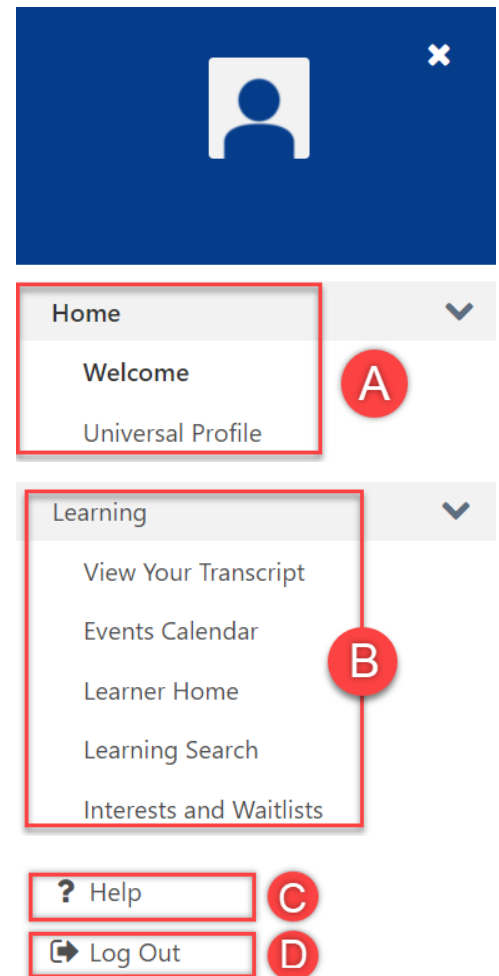 Home
Welcome
A
Universal Profile
Learning
View Your Transcript
Events Calendar
B
Learner Home
Learning Search
Interests and Waitlists
? Help
C
Log Out
D